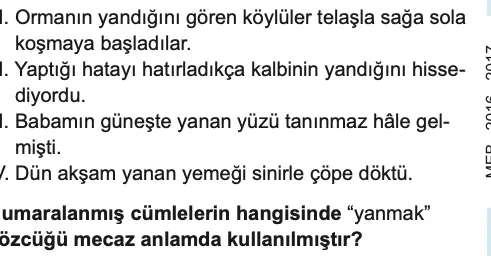 I. Ormanın yandığını gören köylüler telaşla sağa sola
koşmaya başladılar.
I. Yaptığı hatayı hatırladıkça kalbinin yandığını hisse-
diyordu.
I. Babamın güneşte yanan yüzü tanınmaz hâle gel-
mişti.
V. Dün akşam yanan yemeği sinirle çöpe döktü.
umaralanmış cümlelerin hangisinde “yanmak”
özcüğü mecaz anlamda kullanılmıştır?
2016 2017